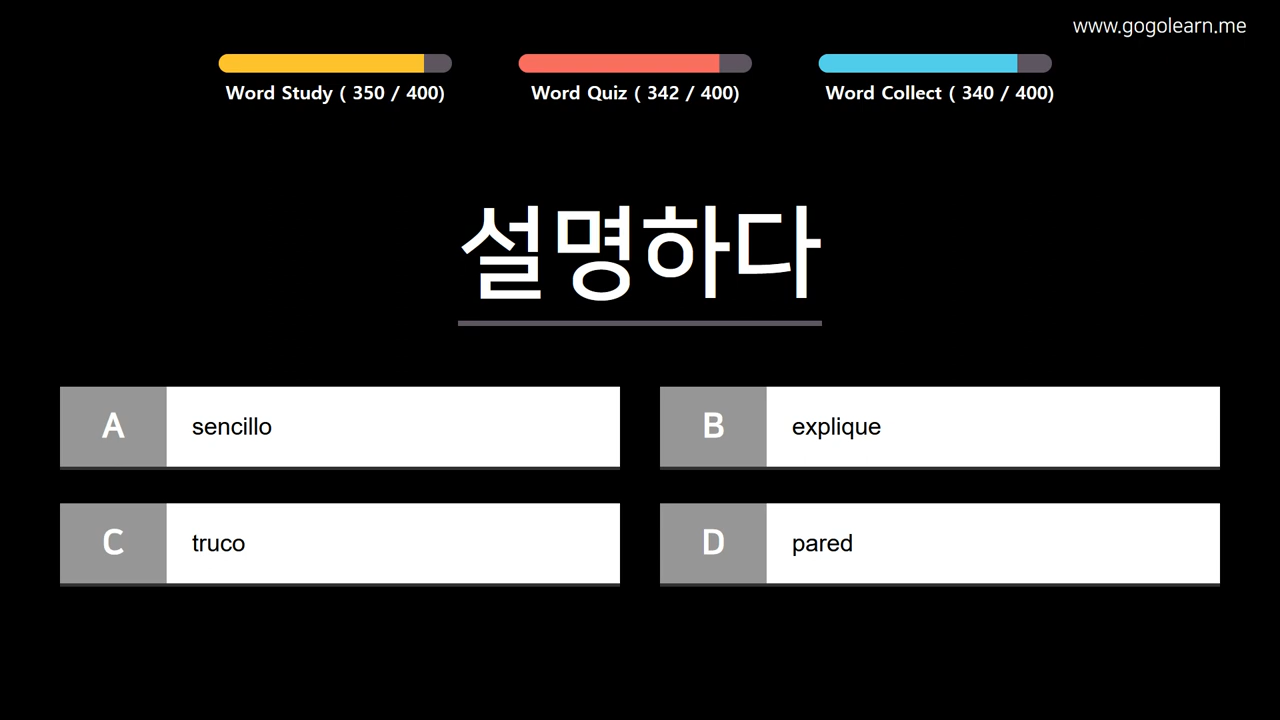 www.gogolearn.me
Word Study ( 350 / 400)
Word Quiz ( 342 / 400)
Word Collect ( 340 / 400)
설명하다
A sencillo
B explique
C truco
D pared